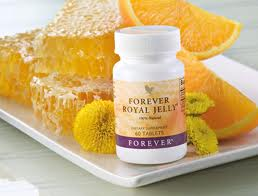 FOREVER
ROYAL JELLY®
100% Natural
DIETARY SUPPLEMENT
60 TABLETS
FOREVER